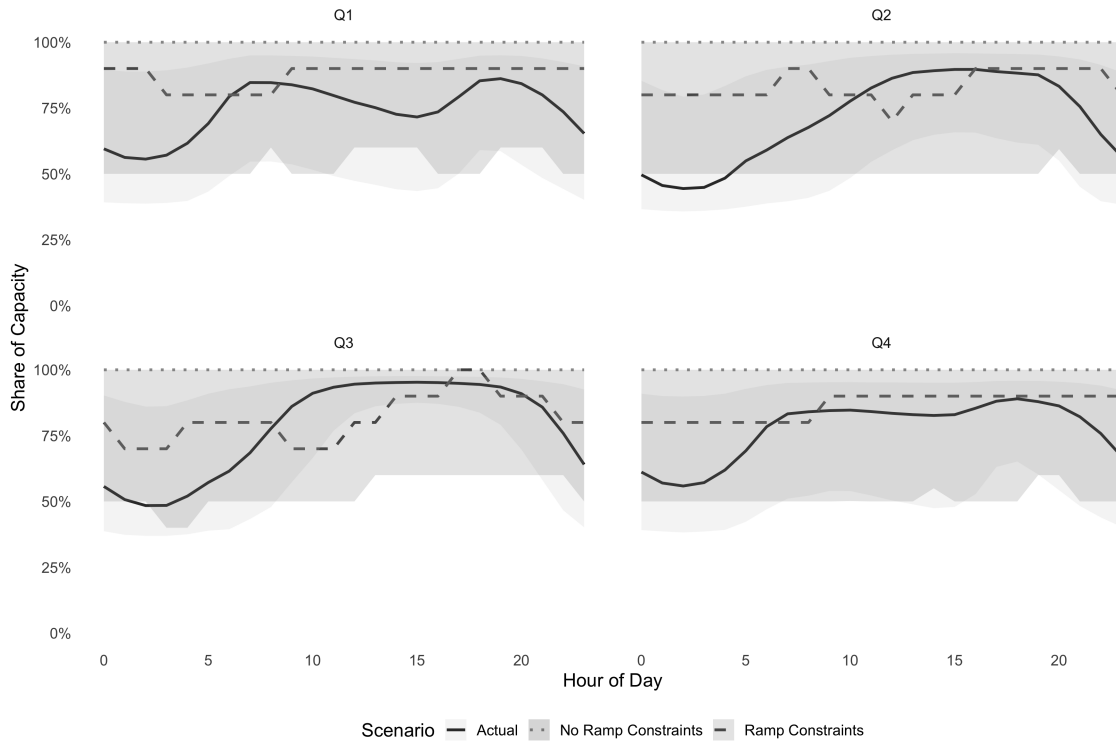 Q1
Q2
100%
75%
50%
25%
0%
Q3
Q4
100%
75%
50%
25%
0%
0 5 10 15 20
0 5 10 15 20
Share of Capacity
Hour of Day
Scenario Actual No Ramp Constraints Ramp Constraints